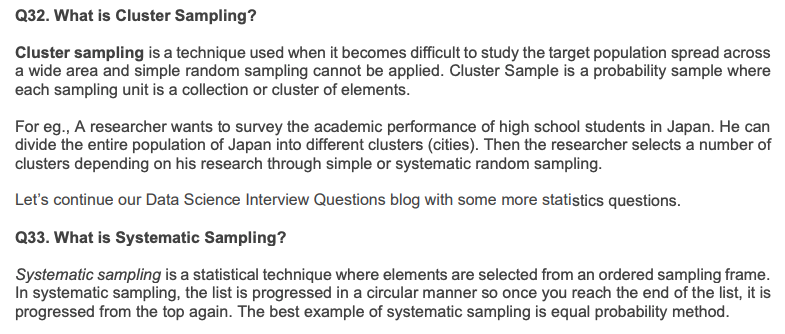 Q32. What is Cluster Sampling?
Cluster sampling is a technique used when it becomes difficult to study the target population spread across
a wide area and simple random sampling cannot be applied. Cluster Sample is a probability sample where
each sampling unit is a collection or cluster of elements.
For eg., A researcher wants to survey the academic performance of high school students in Japan. He can
divide the entire population of Japan into different clusters (cities). Then the researcher selects a number of
clusters depending on his research through simple or systematic random sampling.
Let’s continue our Data Science Interview Questions blog with some more statistics questions.
Q33. What is Systematic Sampling?
Systematic sampling is a statistical technique where elements are selected from an ordered sampling frame.
In systematic sampling, the list is progressed in a circular manner so once you reach the end of the list, it is
progressed from the top again. The best example of systematic sampling is equal probability method.